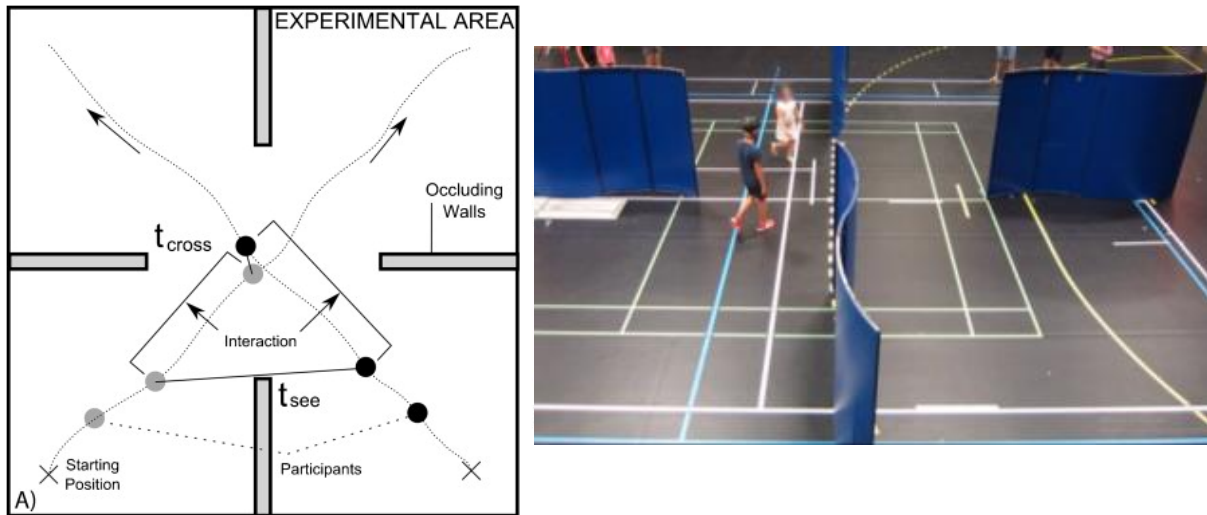 EXPERIMENTAL AREA
Occluding
Walls
tcross
Interaction
tsee
Starting
Position
Participants
A)